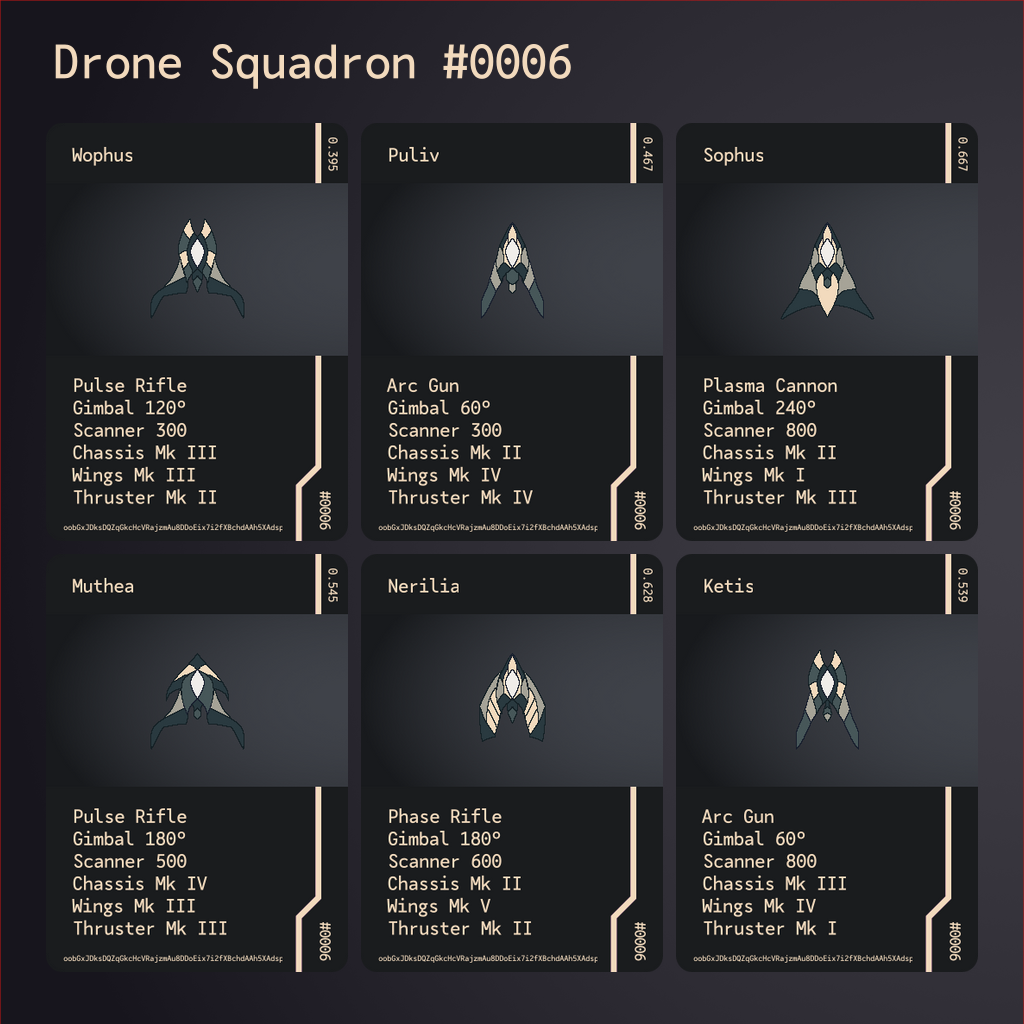 Drone Squadron #0006
Wophus
0.395
Pulse Rifle
Gimbal 120º
Scanner 300
Chassis Mk III
Wings Mk III
Thruster Mk II
#0006
oobGxJDksDQZqGkcHcVRajzmAu8DDoEix7i2fXBchdAAh5XAdsp
Puliv
0.467
Arc Gun
Gimbal 60º
Scanner 300
Chassis Mk II
Wings Mk IV
Thruster Mk IV
#0006
oobGxJDksDQZqGkcHcVRajzmAu8DDoEix7i2fXBchdAAh5XAdsp
Sophus
0.667
Plasma Cannon
Gimbal 240º
Scanner 800
Chassis Mk II
Wings Mk I
Thruster Mk III
#0006
oobGxJDksDQZqGkcHcVRajzmAu8DDoEix7i2fXBchdAAh5XAdsp
Muthea
0.545
Pulse Rifle
Gimbal 180º
Scanner 500
Chassis Mk IV
Wings Mk III
Thruster Mk III
#0006
oobGxJDksDQZqGkcHcVRajzmAu8DDoEix7i2fXBchdAAh5XAdsp
Nerilia
0.628
Phase Rifle
Gimbal 180º
Scanner 600
Chassis Mk II
Wings Mk V
Thruster Mk II
#0006
oobGxJDksDQZqGkcHcVRajzmAu8DDoEix7i2fXBchdAAh5XAdsp
Ketis
0.539
Arc Gun
Gimbal 60º
Scanner 800
Chassis Mk III
Wings Mk IV
Thruster Mk I
#0006
oobGxJDksDQZqGkcHcVRajzmAu8DDoEix7i2fXBchdAAh5XAdsp